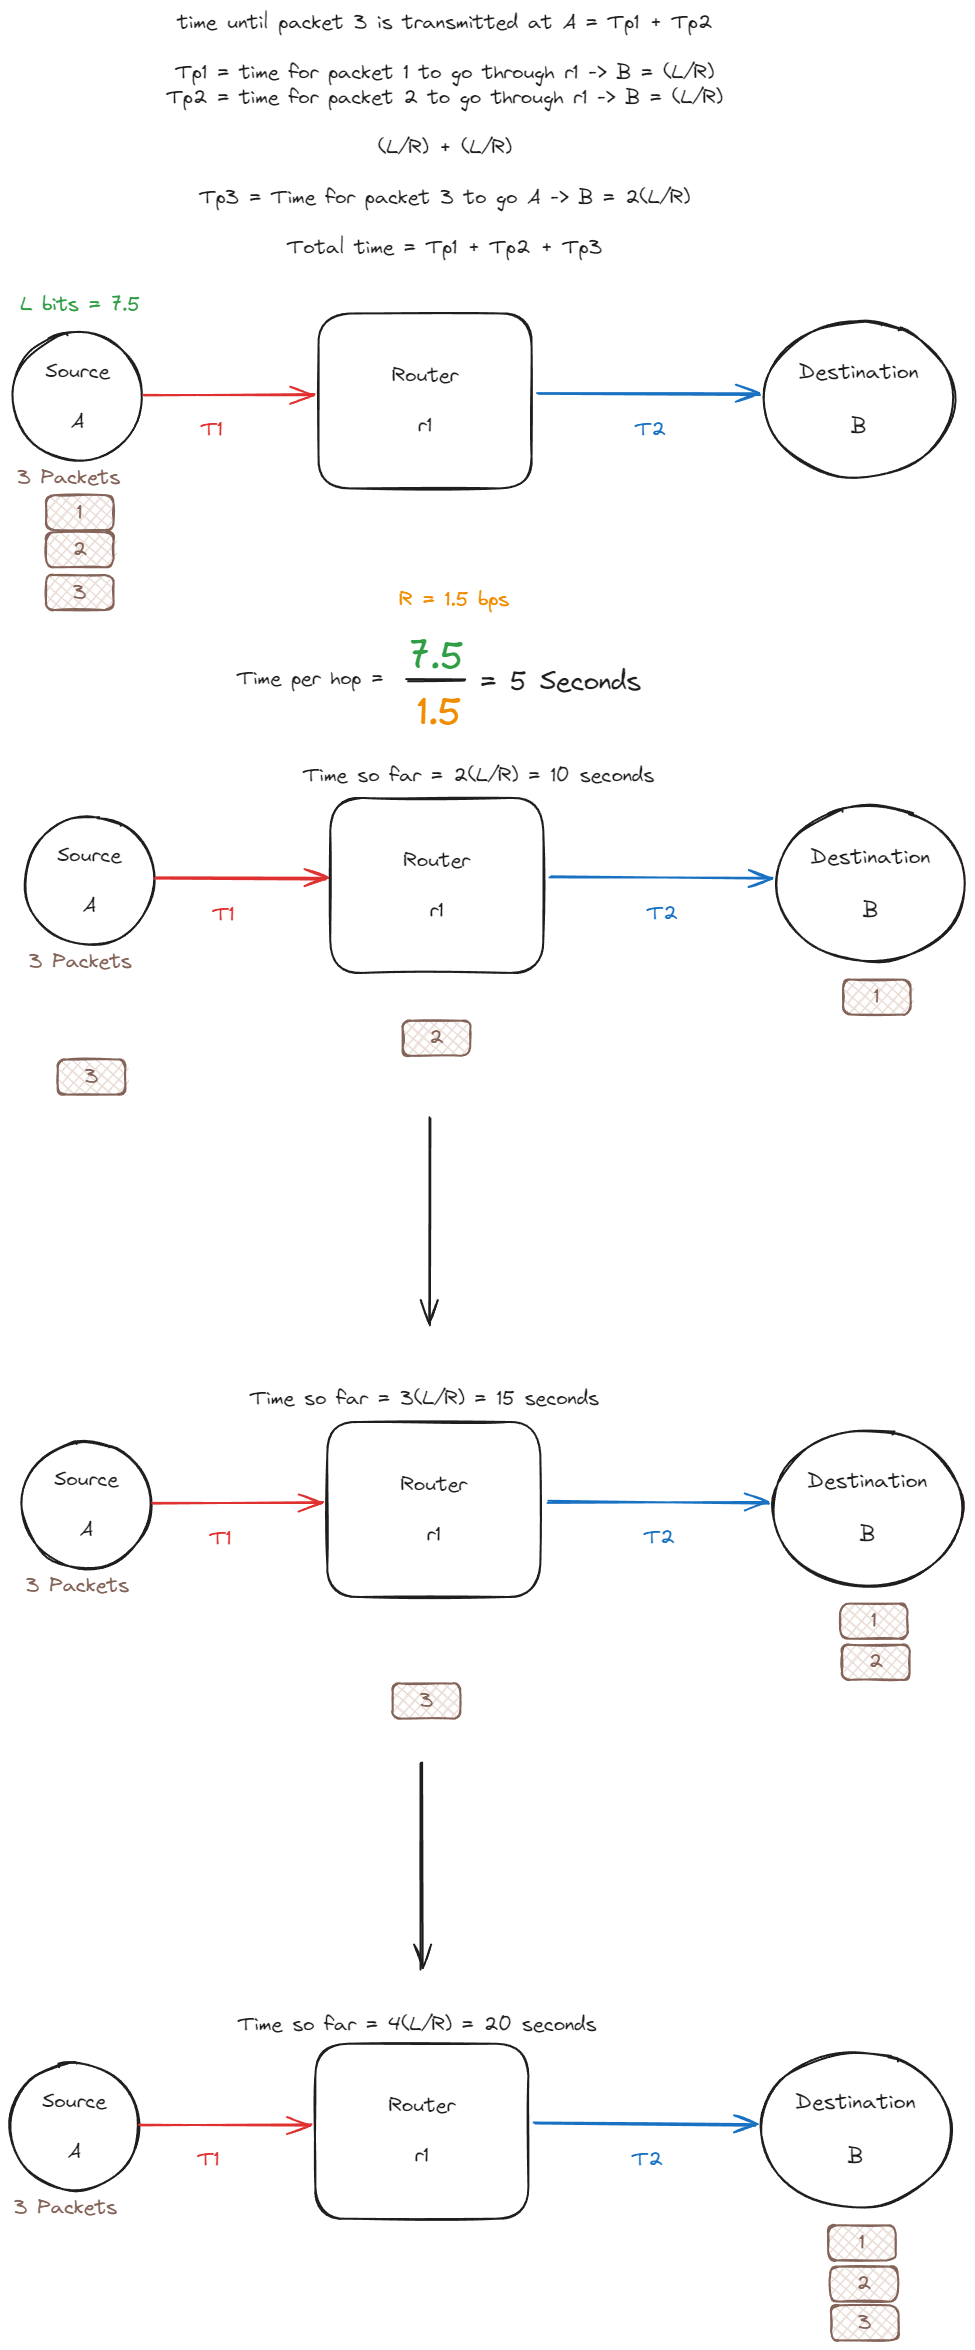 time until packet 3 is transmitted at A = Tp1 + Tp2
Tp1 = time for packet 1 to go through r1 -> B = (L/R)
Tp2 = time for packet 2 to go through r1 -> B = (L/R)
(L/R) + (L/R)
Tp3 = Time for packet 3 to go A -> B = 2(L/R)
Total time = Tp1 + Tp2 + Tp3
L bits = 7.5
Source
A
Router
r1
Destination
B
T1
T2
3 Packets
1
2
3
R = 1.5 bps
Time per hop =
7.5
1.5
= 5 Seconds
Time so far = 2(L/R) = 10 seconds
Source
A
Router
r1
Destination
B
T1
T2
3 Packets
1
2
3
Time so far = 3(L/R) = 15 seconds
Source
A
Router
r1
Destination
B
T1
T2
3 Packets
1
2
3
Time so far = 4(L/R) = 20 seconds
Source
A
Router
r1
Destination
B
T1
T2
3 Packets
1
2
3